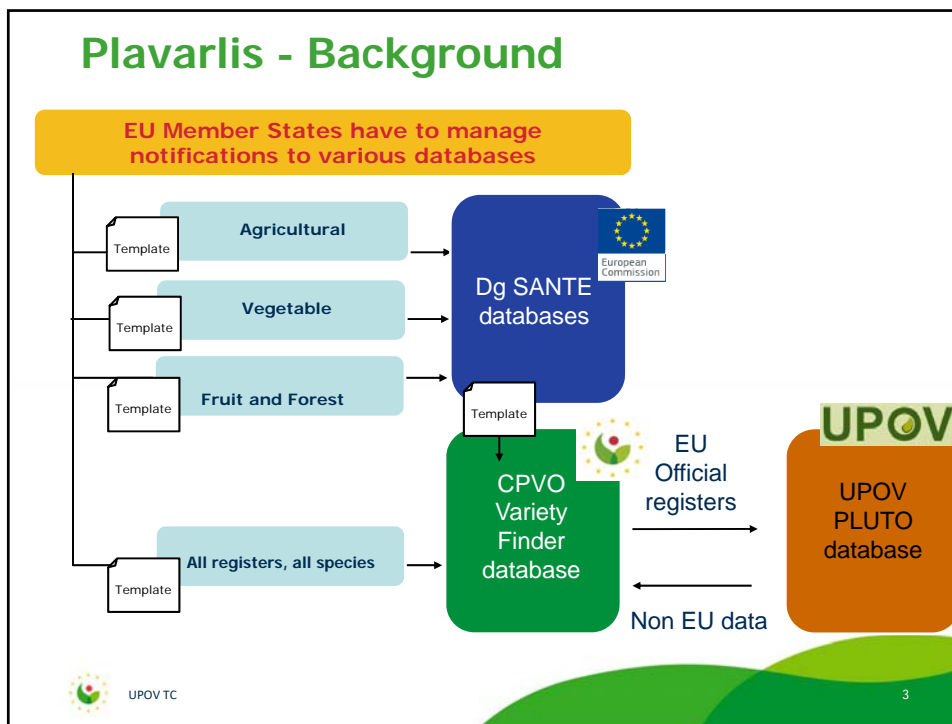 Plavarlis - Background
EU Member States have to manage
notifications to various databases
Template
Agricultural
Template
Vegetable
Template
Fruit and Forest
Dg SANTE
databases
European
Commission
Template
CPVO
Variety
Finder
database
Template
All registers, all species
EU
Official
registers
Non EU data
UPOV
UPOV
PLUTO
database
UPOV TC
3